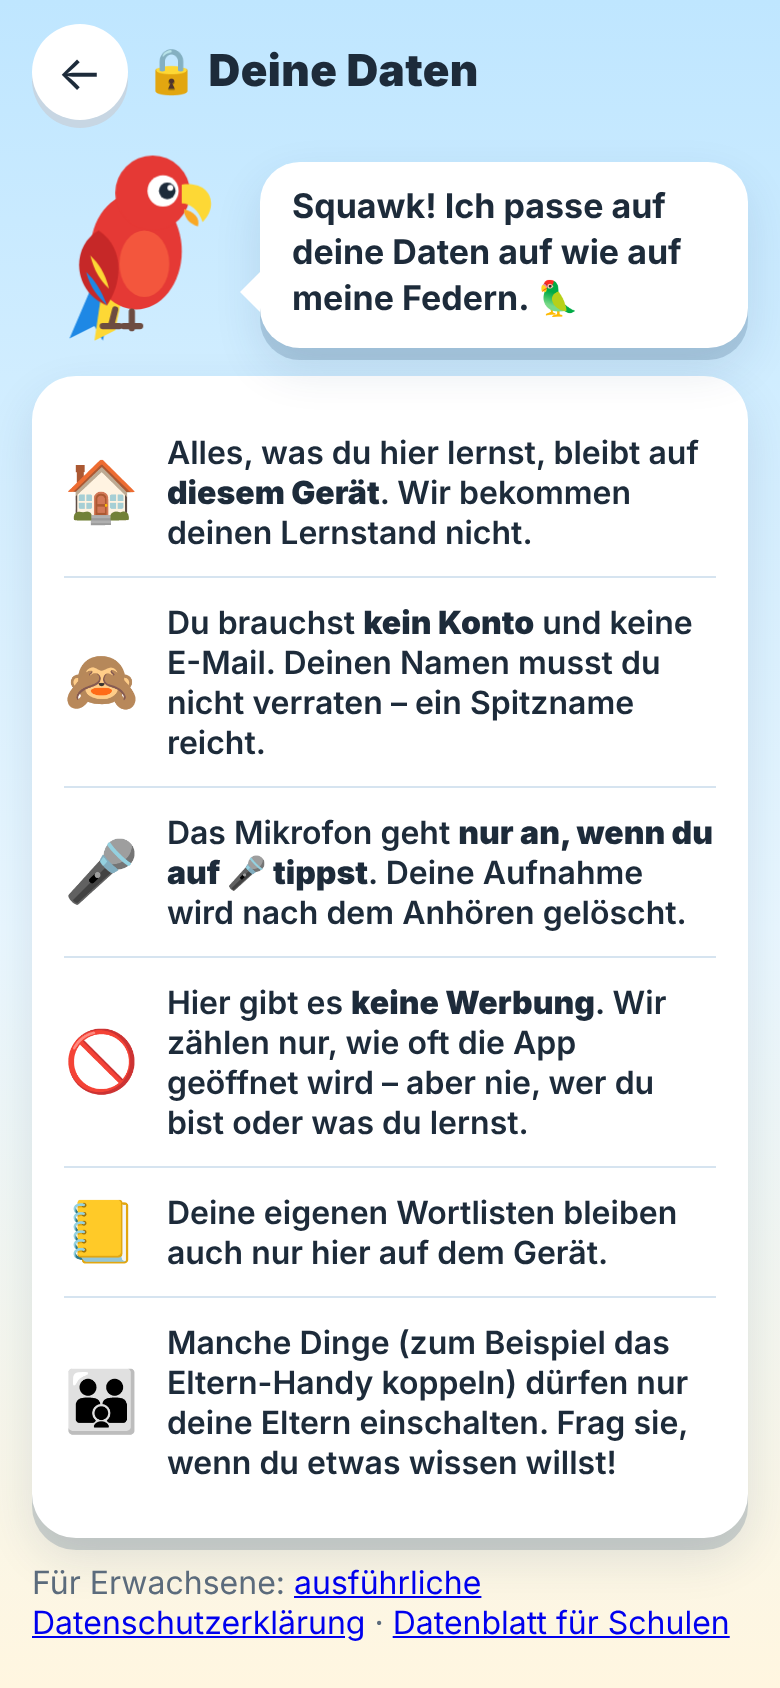 🔒 Deine Daten
Squawk! Ich passe auf
deine Daten auf wie auf
meine Federn. 🦜
Alles, was du hier lernst, bleibt auf
diesem Gerät. Wir bekommen
deinen Lernstand nicht.
Du brauchst kein Konto und keine
E-Mail. Deinen Namen musst du
nicht verraten – ein Spitzname
reicht.
Das Mikrofon geht nur an, wenn du
auf 🎤 tippst. Deine Aufnahme
wird nach dem Anhören gelöscht.
Hier gibt es keine Werbung. Wir
zählen nur, wie oft die App
geöffnet wird – aber nie, wer du
bist oder was du lernst.
Deine eigenen Wortlisten bleiben
auch nur hier auf dem Gerät.
Manche Dinge (zum Beispiel das
Eltern-Handy koppeln) dürfen nur
deine Eltern einschalten. Frag sie,
wenn du etwas wissen willst!
Für Erwachsene: ausführliche
Datenschutzerklärung · Datenblatt für Schulen